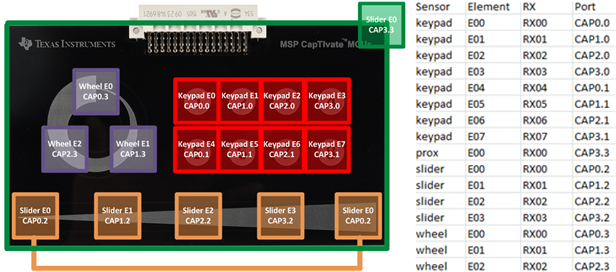 Slider E0
CAP3.3
TEXAS INSTRUMENTS
MSP CapTIvate™ MCUs
Wheel E0
CAP0.3
Wheel E2
CAP2.3
Wheel E1
CAP1.3
Keypad E0
CAP0.0
Keypad E1
CAP1.0
Keypad E2
CAP2.0
Keypad E3
CAP3.0
Keypad E4
CAP0.1
Keypad E5
CAP1.1
Keypad E6
CAP2.1
Keypad E7
CAP3.1
Slider E0
CAP0.2
Slider E1
CAP1.2
Slider E2
CAP2.2
Slider E3
CAP3.2
Slider E0
CAP0.2
Sensor Element RX Port
keypad E00 RX00 CAP0.0
keypad E01 RX01 CAP1.0
keypad E02 RX02 CAP2.0
keypad E03 RX03 CAP3.0
keypad E04 RX04 CAP0.1
keypad E05 RX05 CAP1.1
keypad E06 RX06 CAP2.1
keypad E07 RX07 CAP3.1
prox E00 RX00 CAP3.3
slider E00 RX00 CAP0.2
slider E01 RX01 CAP1.2
slider E02 RX02 CAP2.2
slider E03 RX03 CAP3.2
wheel E00 RX00 CAP0.3
wheel E01 RX01 CAP1.3
wheel E02 RX02 CAP2.3